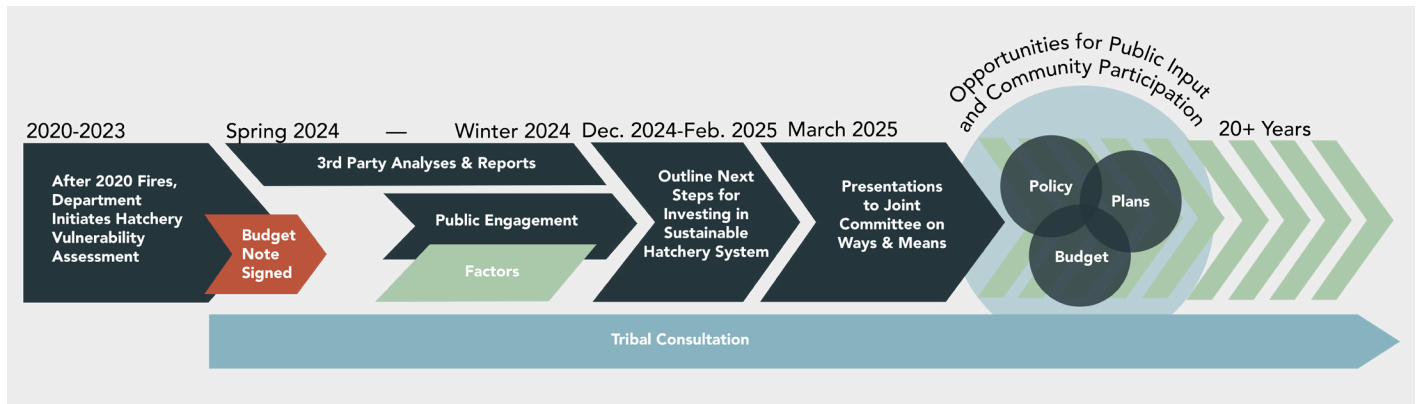 Opportunities for Public Input
and Community Participation
2020-2023
Spring 2024 — Winter 2024
Dec. 2024-Feb. 2025
March 2025
20+ Years
After 2020 Fires,
Department
Initiates Hatchery
Vulnerability
Assessment
Budget
Note
Signed
3rd Party Analyses & Reports
Public Engagement
Factors
Outline Next
Steps for
Investing in
Sustainable
Hatchery System
Presentations
to Joint
Committee on
Ways & Means
Policy
Plans
Budget
Tribal Consultation